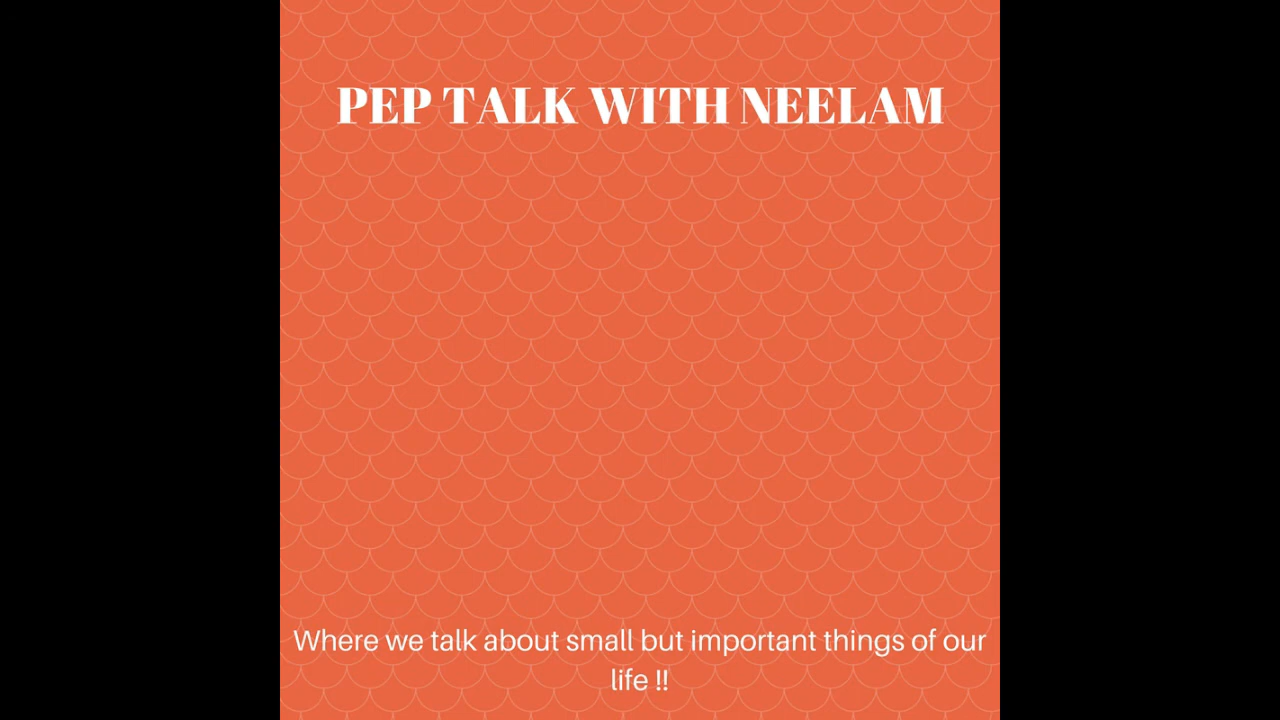 PEP TALK WITH NEELAM
Where we talk about small but important things of our
life !!